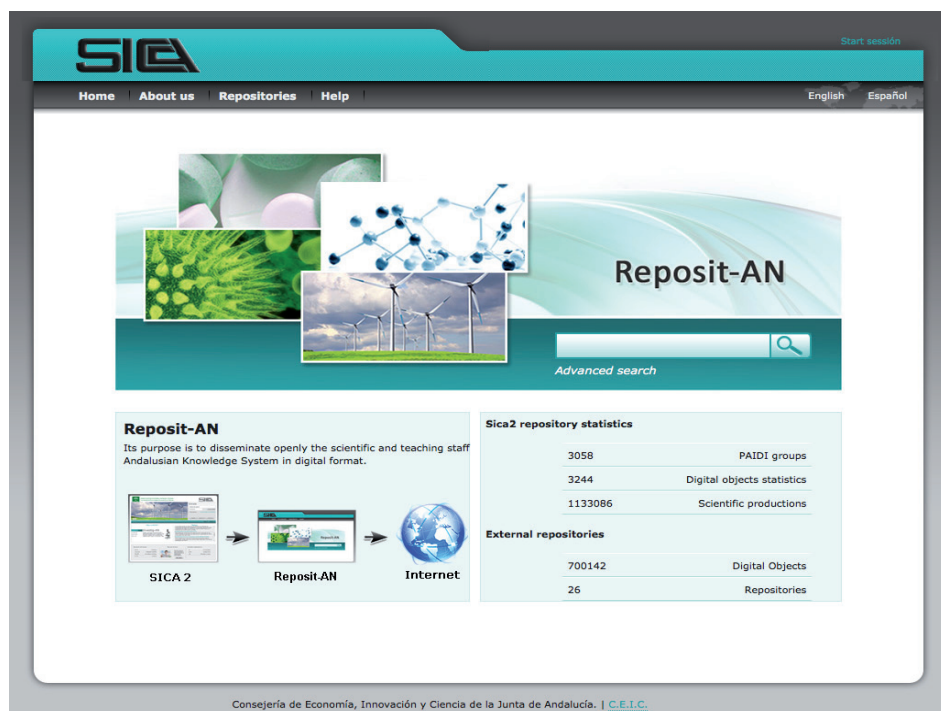 Start sessión
SICA
Home About us Repositories Help English Español
Reposit-AN
Advanced search
Reposit-AN
Its purpose is to disseminate openly the scientific and teaching staff
Andalusian Knowledge System in digital format.
SICA 2 Reposit-AN Internet
Sica2 repository statistics
3058 PAIDI groups
3244 Digital objects statistics
1133086 Scientific productions
External repositories
700142 Digital Objects
26 Repositories
Consejería de Economía, Innovación y Ciencia de la Junta de Andalucía. | C.E.I.C.